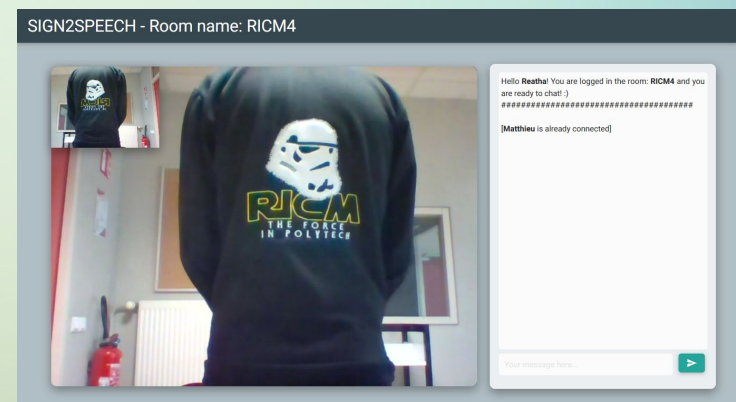 SIGN2SPEECH - Room name: RICM4
RICM
THE FORCE
IN POLYTECH
Hello Reatha! You are logged in the room: RICM4 and you
are ready to chat! :)
#######################################
[Matthieu is already connected]
Your message here...